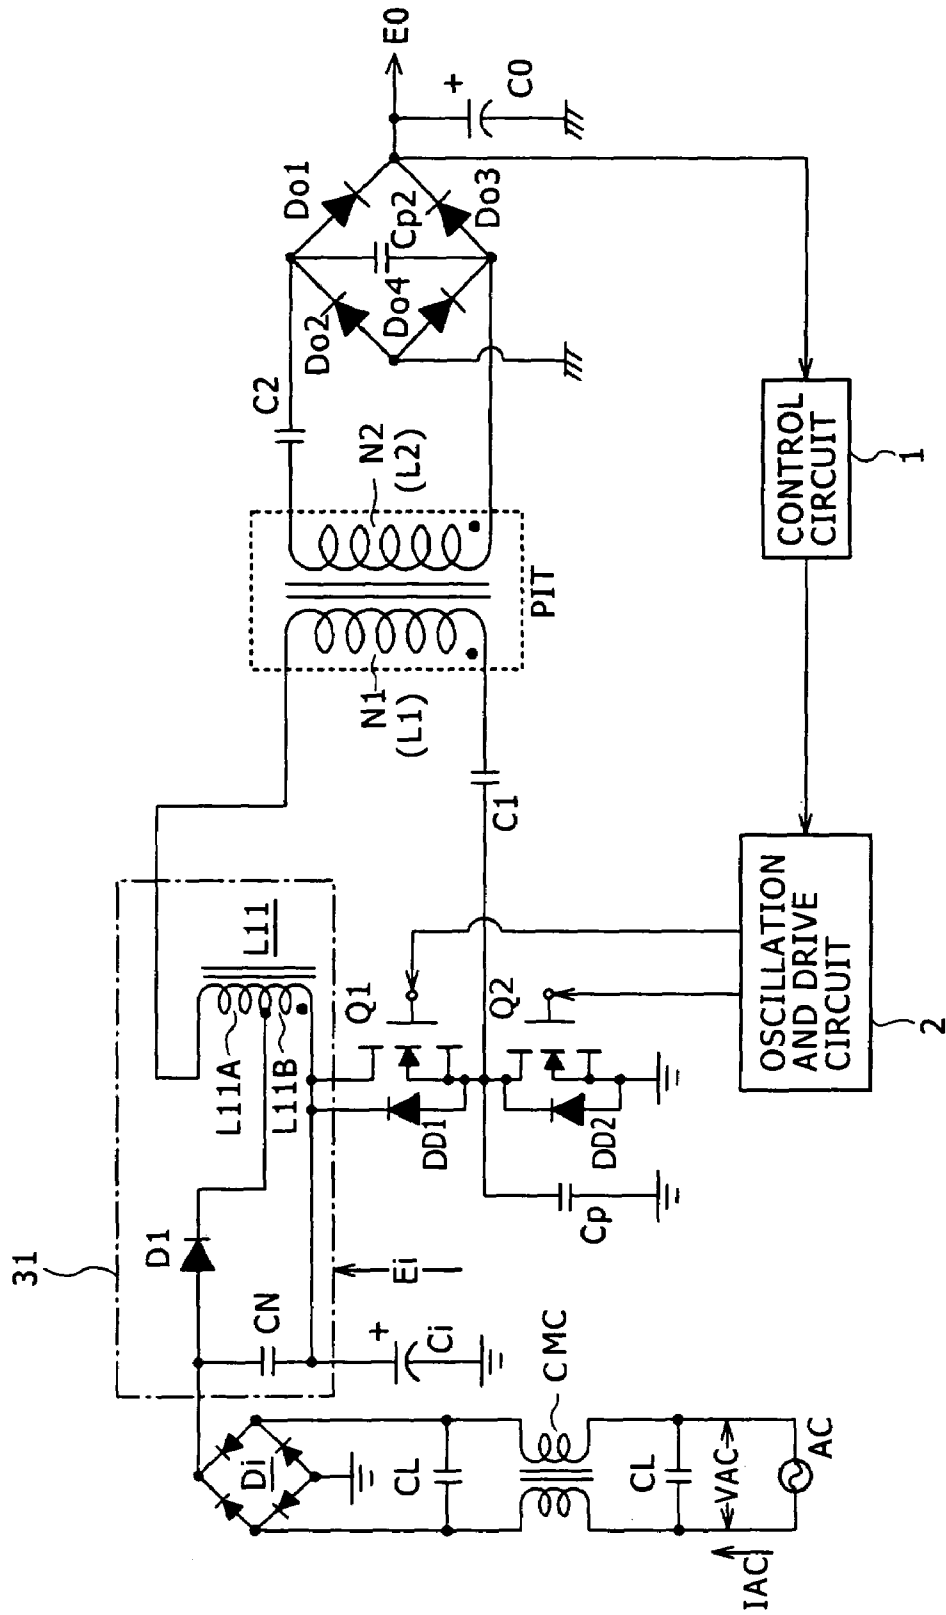 31
D1
CN
L11A
L11B
L11
Ei
+
Ci
Di
CL
CMC
CL
VAC
AC
IAC
DD1
Q1
DD2
Q2
Cp
C1
N1
(L1)
N2
(L2)
PIT
C2
Do1
Do2
Do3
Do4
Cp2
E0
+
C0
CONTROL
CIRCUIT
1
OSCILLATION
AND DRIVE
CIRCUIT
2